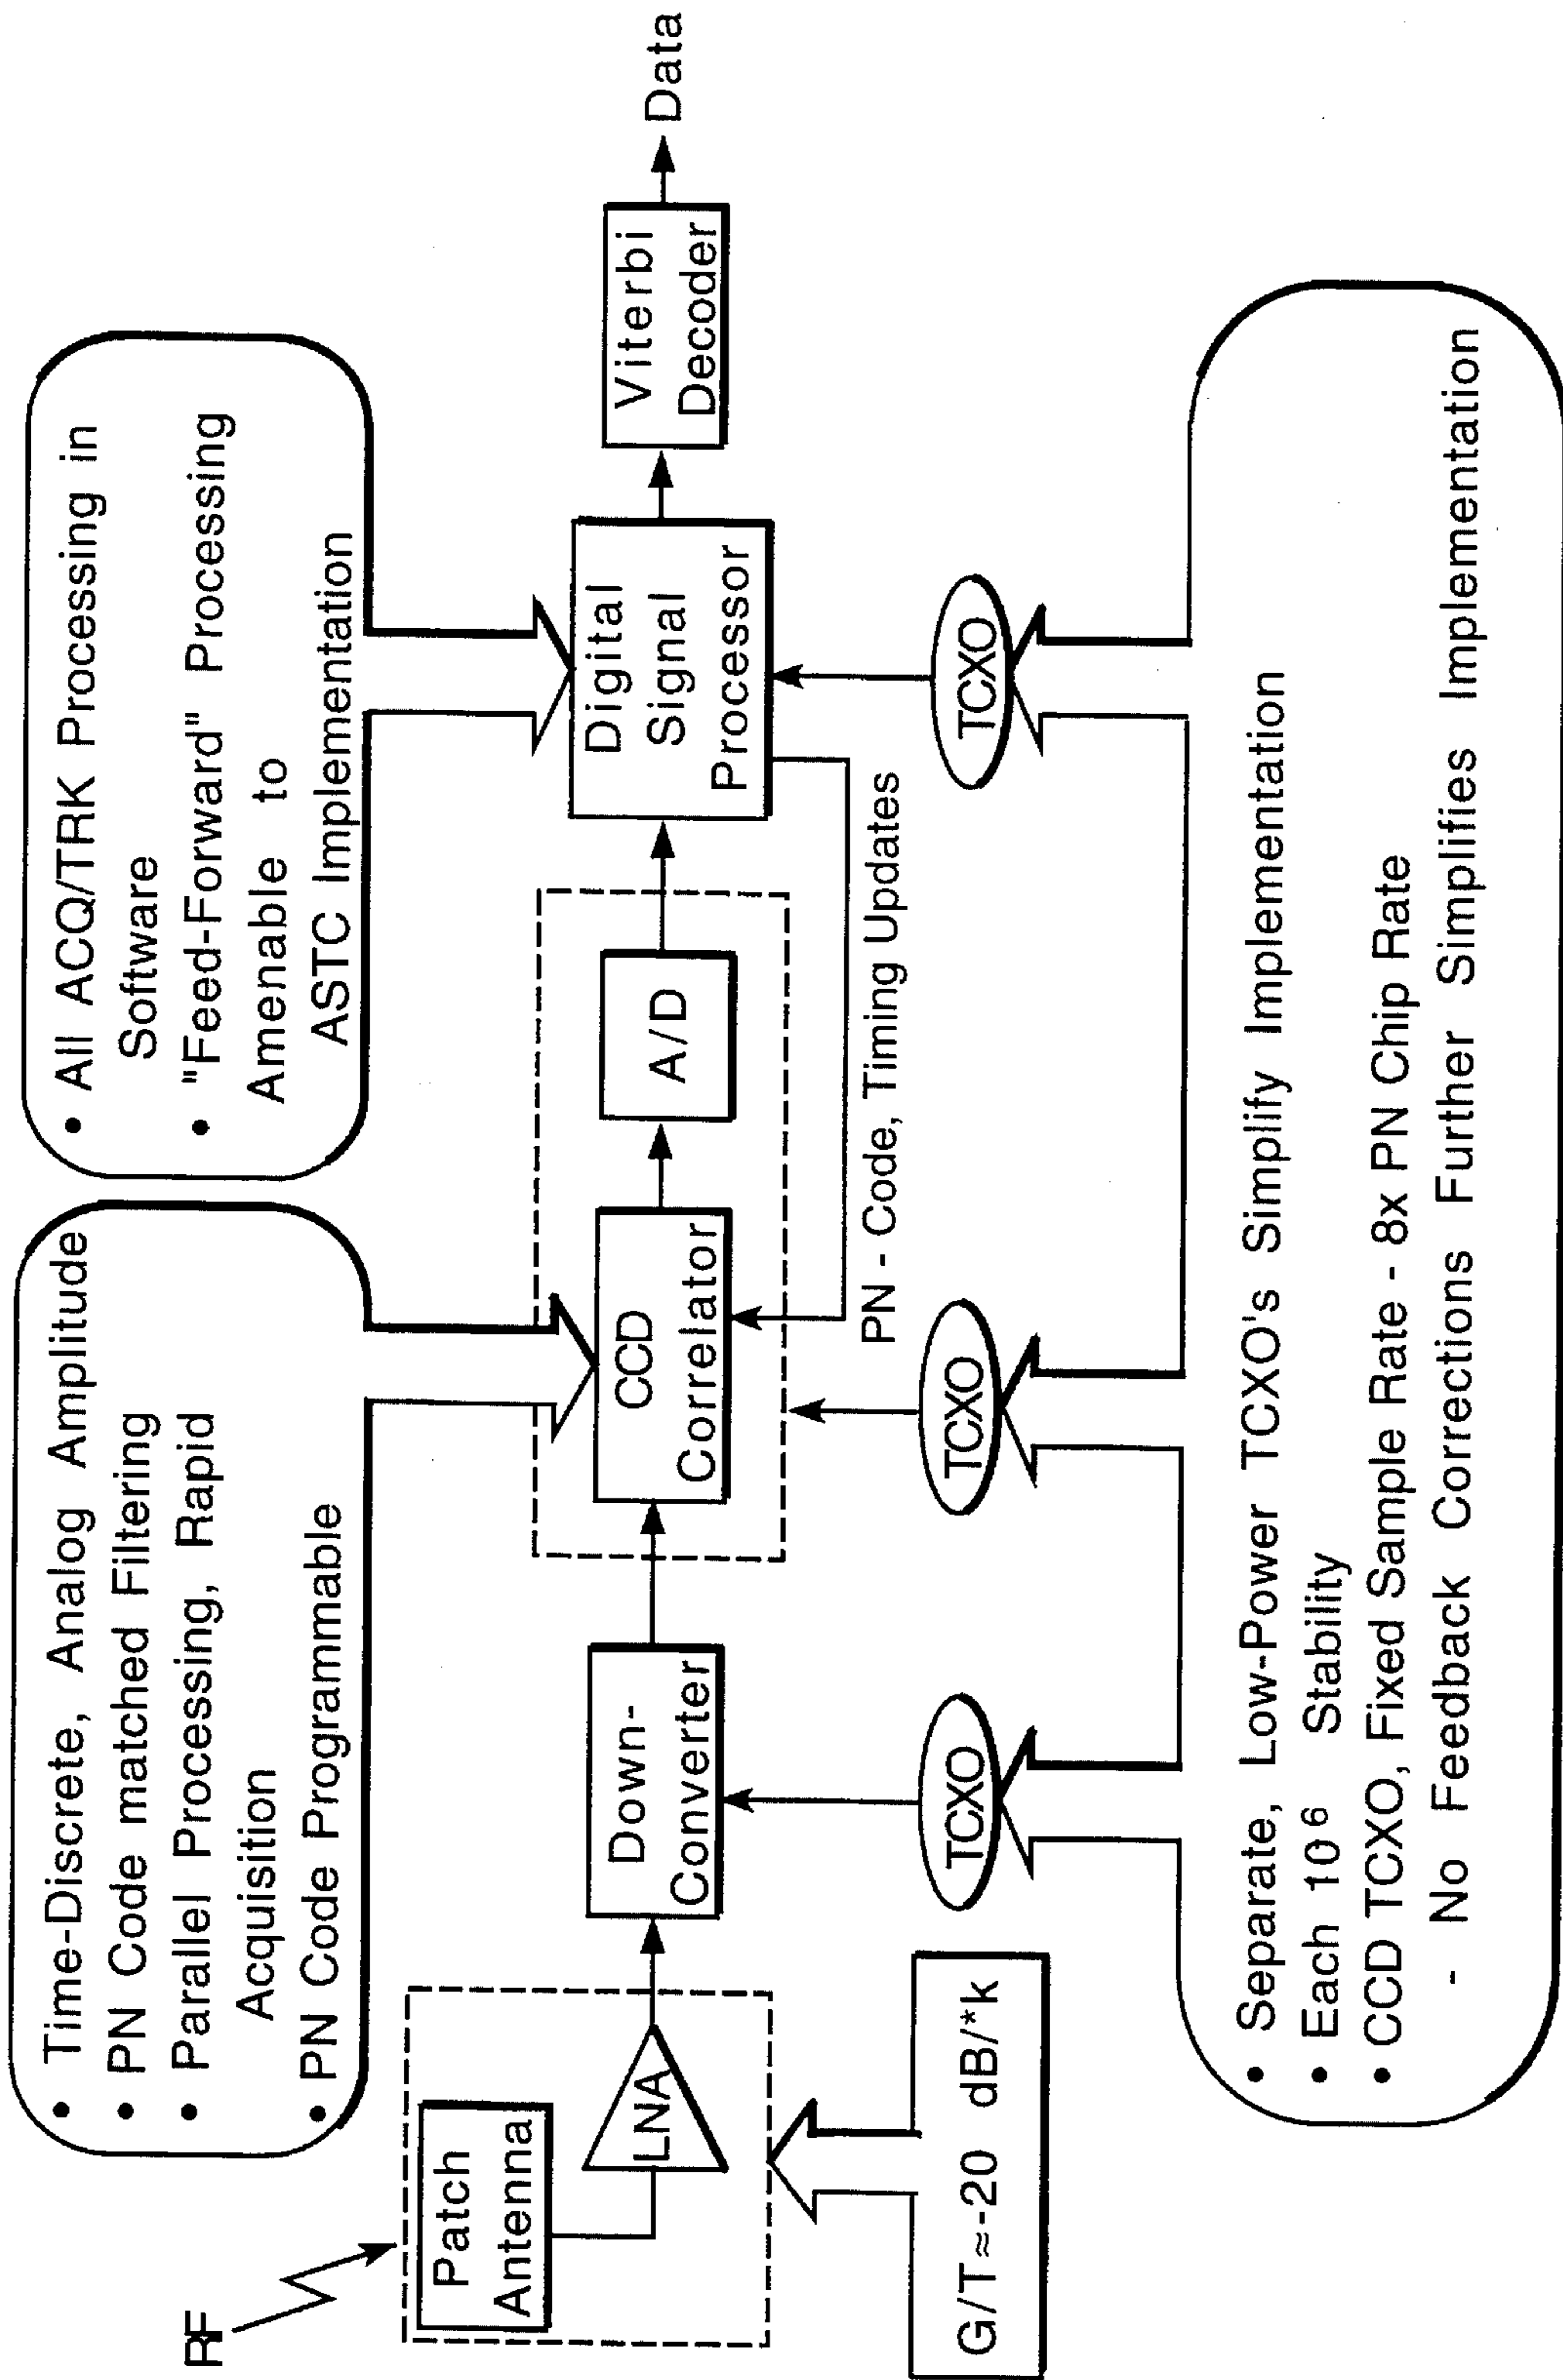 • Time-Discrete, Analog Amplitude
• PN Code matched Filtering
• Parallel Processing, Rapid
Acquisition
• PN Code Programmable
• All ACQ/TRK Processing in
Software
• "Feed-Forward" Processing
Amenable to
ASTC Implementation
RF
Patch
Antenna
LNA
Down-
Converter
CCD
Correlator
A/D
Digital
Signal
Processor
Viterbi
Decoder
Data
PN - Code, Timing Updates
TCXO
TCXO
TCXO
G/T≈-20 dB/*k
• Separate, Low-Power TCXO's Simplify Implementation
• Each 10⁶ Stability
• CCD TCXO, Fixed Sample Rate - 8x PN Chip Rate
- No Feedback Corrections Further Simplifies Implementation